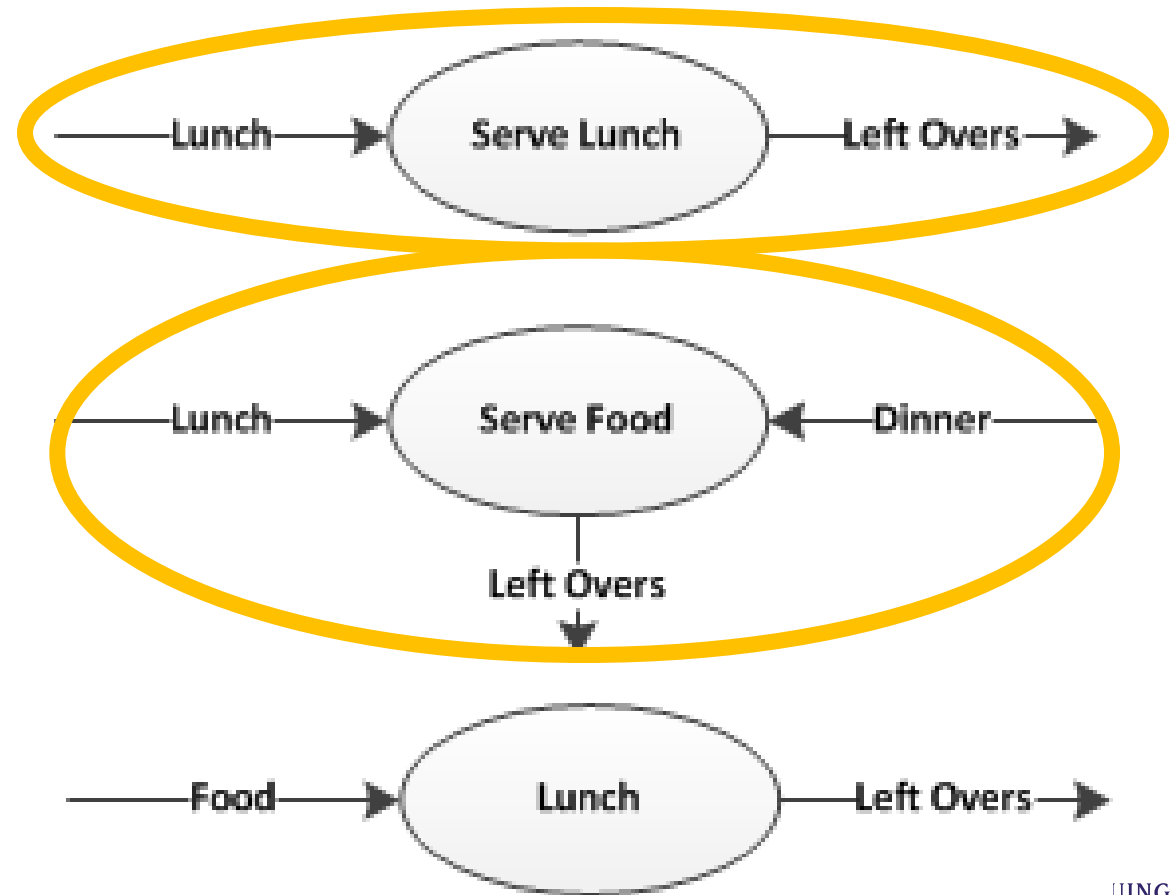 Lunch Serve Lunch Left Overs
Lunch Serve Food Dinner
Left Overs
Food Lunch Left Overs